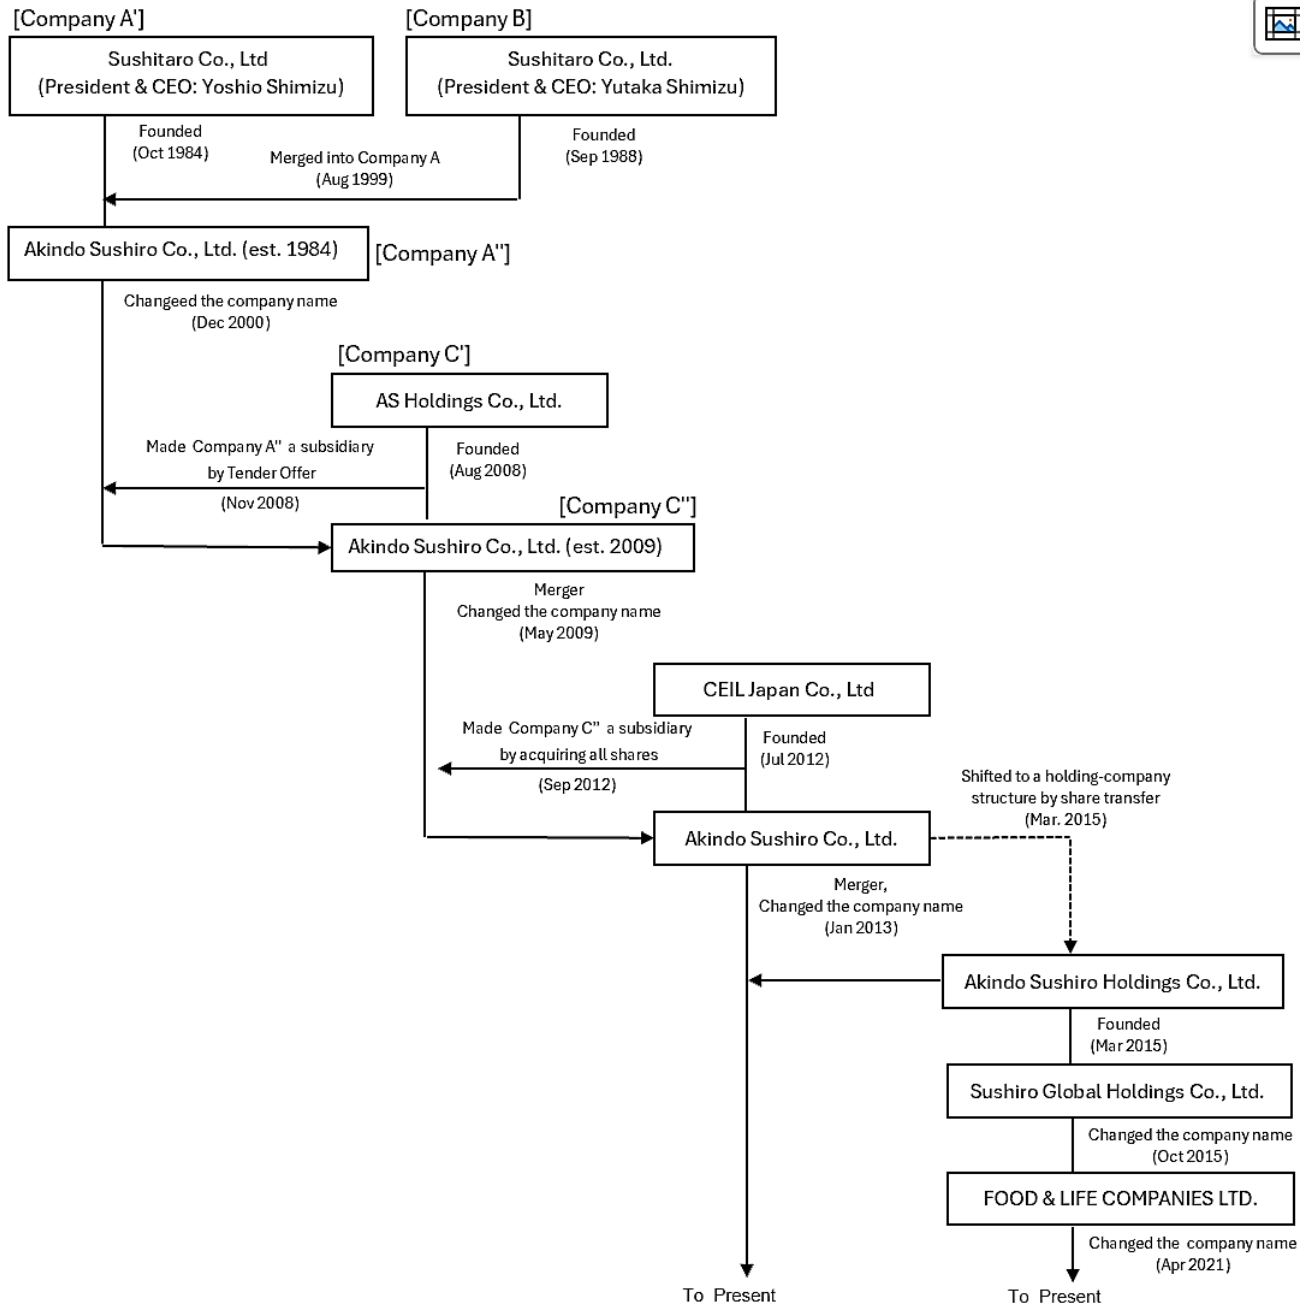 [Company A']
[Company B]
Sushitaro Co., Ltd
(President & CEO: Yoshio Shimizu)
Sushitaro Co., Ltd.
(President & CEO: Yutaka Shimizu)
Founded
(Oct 1984)
Founded
(Sep 1988)
Merged into Company A
(Aug 1999)
Akindo Sushiro Co., Ltd. (est. 1984)
[Company A"]
Changeed the company name
(Dec 2000)
[Company C']
AS Holdings Co., Ltd.
Made Company A" a subsidiary
by Tender Offer
(Nov 2008)
Founded
(Aug 2008)
[Company C"]
Akindo Sushiro Co., Ltd. (est. 2009)
Merger
Changed the company name
(May 2009)
CEIL Japan Co., Ltd
Made Company C" a subsidiary
by acquiring all shares
(Sep 2012)
Founded
(Jul 2012)
Shifted to a holding-company
structure by share transfer
(Mar. 2015)
Akindo Sushiro Co., Ltd.
Merger,
Changed the company name
(Jan 2013)
Akindo Sushiro Holdings Co., Ltd.
Founded
(Mar 2015)
Sushiro Global Holdings Co., Ltd.
Changed the company name
(Oct 2015)
FOOD & LIFE COMPANIES LTD.
Changed the company name
(Apr 2021)
To Present
To Present